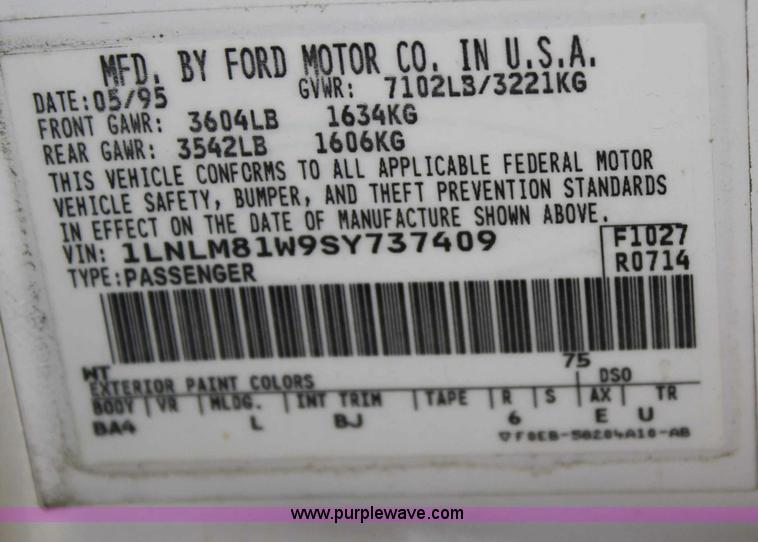 MFD. BY FORD MOTOR CO. IN U.S.A.
DATE: 05/95 GVWR: 7102LB/3221KG
FRONT GAWR: 3604LB 1634KG
REAR GAWR: 3542LB 1606KG
THIS VEHICLE CONFORMS TO ALL APPLICABLE FEDERAL MOTOR
VEHICLE SAFETY, BUMPER, AND THEFT PREVENTION STANDARDS
IN EFFECT ON THE DATE OF MANUFACTURE SHOWN ABOVE.
VIN: 1LNLM81W9SY737409 F1027
TYPE: PASSENGER R0714
WT 75
EXTERIOR PAINT COLORS DSO
BODY VR MLDG. INT TRIM TAPE R S AX TR
BA4 L BJ 6 E U
F0EB-58204A10-AB
www.purplewave.com